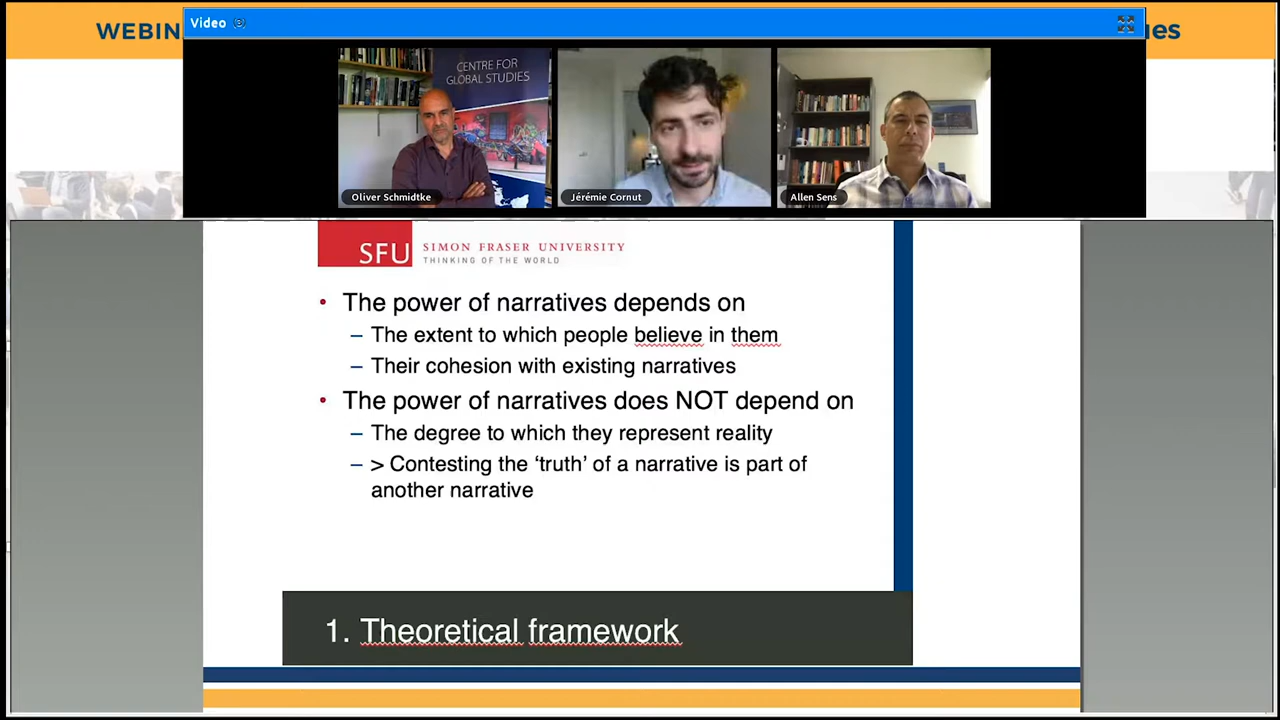 WEBIN
Video (3)
ies
CENTRE FOR
GLOBAL STUDIES
Oliver Schmidtke
Jérémie Cornut
Allen Sens
SFU
SIMON FRASER UNIVERSITY
THINKING OF THE WORLD
• The power of narratives depends on
– The extent to which people believe in them
– Their cohesion with existing narratives
• The power of narratives does NOT depend on
– The degree to which they represent reality
– > Contesting the ‘truth’ of a narrative is part of
another narrative
1. Theoretical framework